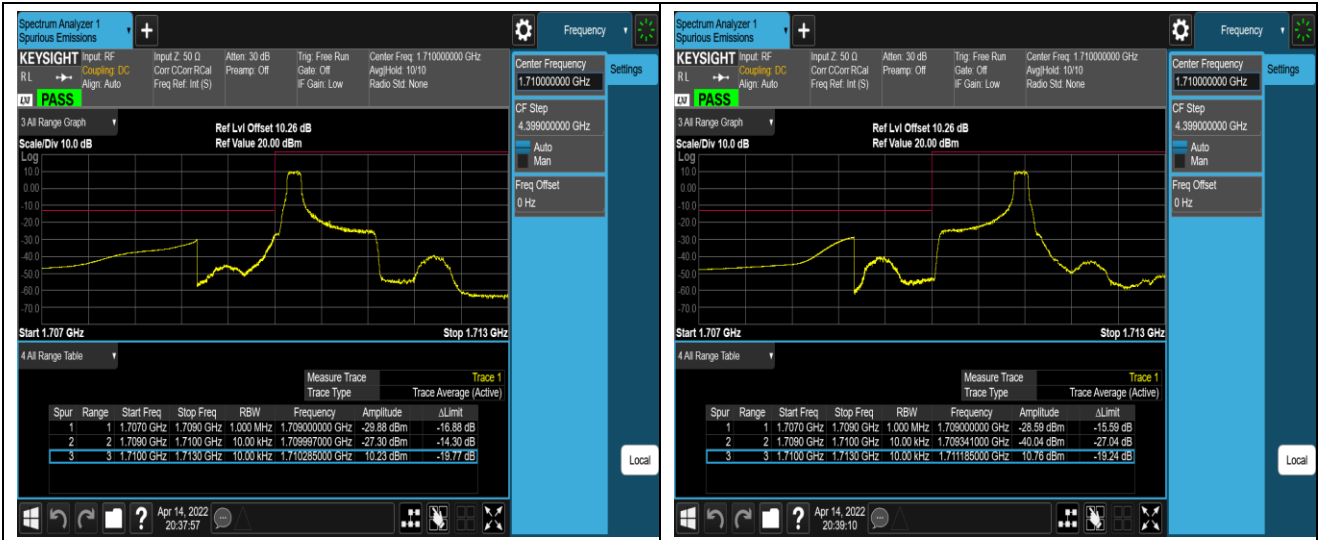 Spectrum Analyzer 1
Spurious Emissions
+
Frequency
KEYSIGHT
Input: RF
Coupling: DC
Align: Auto
Input Z: 50 Ω
Corr CCorr RCal
Freq Ref: Int (S)
Atten: 30 dB
Preamp: Off
Trig: Free Run
Gate: Off
IF Gain: Low
Center Freq: 1.710000000 GHz
Avg|Hold: 10/10
Radio Std: None
R L
LXI
PASS
Center Frequency
1.710000000 GHz
Settings
CF Step
4.399000000 GHz
Auto
Man
Freq Offset
0 Hz
3 All Range Graph
Ref Lvl Offset 10.26 dB
Scale/Div 10.0 dB
Ref Value 20.00 dBm
Log
10.0
0.00
-10.0
-20.0
-30.0
-40.0
-50.0
-60.0
-70.0
Start 1.707 GHz
Stop 1.713 GHz
4 All Range Table
Measure Trace Trace 1
Trace Type Trace Average (Active)
Spur Range Start Freq Stop Freq RBW Frequency Amplitude ΔLimit
1 1 1.7070 GHz 1.7090 GHz 1.000 MHz 1.709000000 GHz -29.88 dBm -16.88 dB
2 2 1.7090 GHz 1.7100 GHz 10.00 kHz 1.709997000 GHz -27.30 dBm -14.30 dB
3 3 1.7100 GHz 1.7130 GHz 10.00 kHz 1.710285000 GHz 10.23 dBm -19.77 dB
Local
?
Apr 14, 2022
20:37:57
Spectrum Analyzer 1
Spurious Emissions
+
Frequency
KEYSIGHT
Input: RF
Coupling: DC
Align: Auto
Input Z: 50 Ω
Corr CCorr RCal
Freq Ref: Int (S)
Atten: 30 dB
Preamp: Off
Trig: Free Run
Gate: Off
IF Gain: Low
Center Freq: 1.710000000 GHz
Avg|Hold: 10/10
Radio Std: None
R L
LXI
PASS
Center Frequency
1.710000000 GHz
Settings
CF Step
4.399000000 GHz
Auto
Man
Freq Offset
0 Hz
3 All Range Graph
Ref Lvl Offset 10.26 dB
Scale/Div 10.0 dB
Ref Value 20.00 dBm
Log
10.0
0.00
-10.0
-20.0
-30.0
-40.0
-50.0
-60.0
-70.0
Start 1.707 GHz
Stop 1.713 GHz
4 All Range Table
Measure Trace Trace 1
Trace Type Trace Average (Active)
Spur Range Start Freq Stop Freq RBW Frequency Amplitude ΔLimit
1 1 1.7070 GHz 1.7090 GHz 1.000 MHz 1.709000000 GHz -28.59 dBm -15.59 dB
2 2 1.7090 GHz 1.7100 GHz 10.00 kHz 1.709341000 GHz -40.04 dBm -27.04 dB
3 3 1.7100 GHz 1.7130 GHz 10.00 kHz 1.711185000 GHz 10.76 dBm -19.24 dB
Local
?
Apr 14, 2022
20:39:10